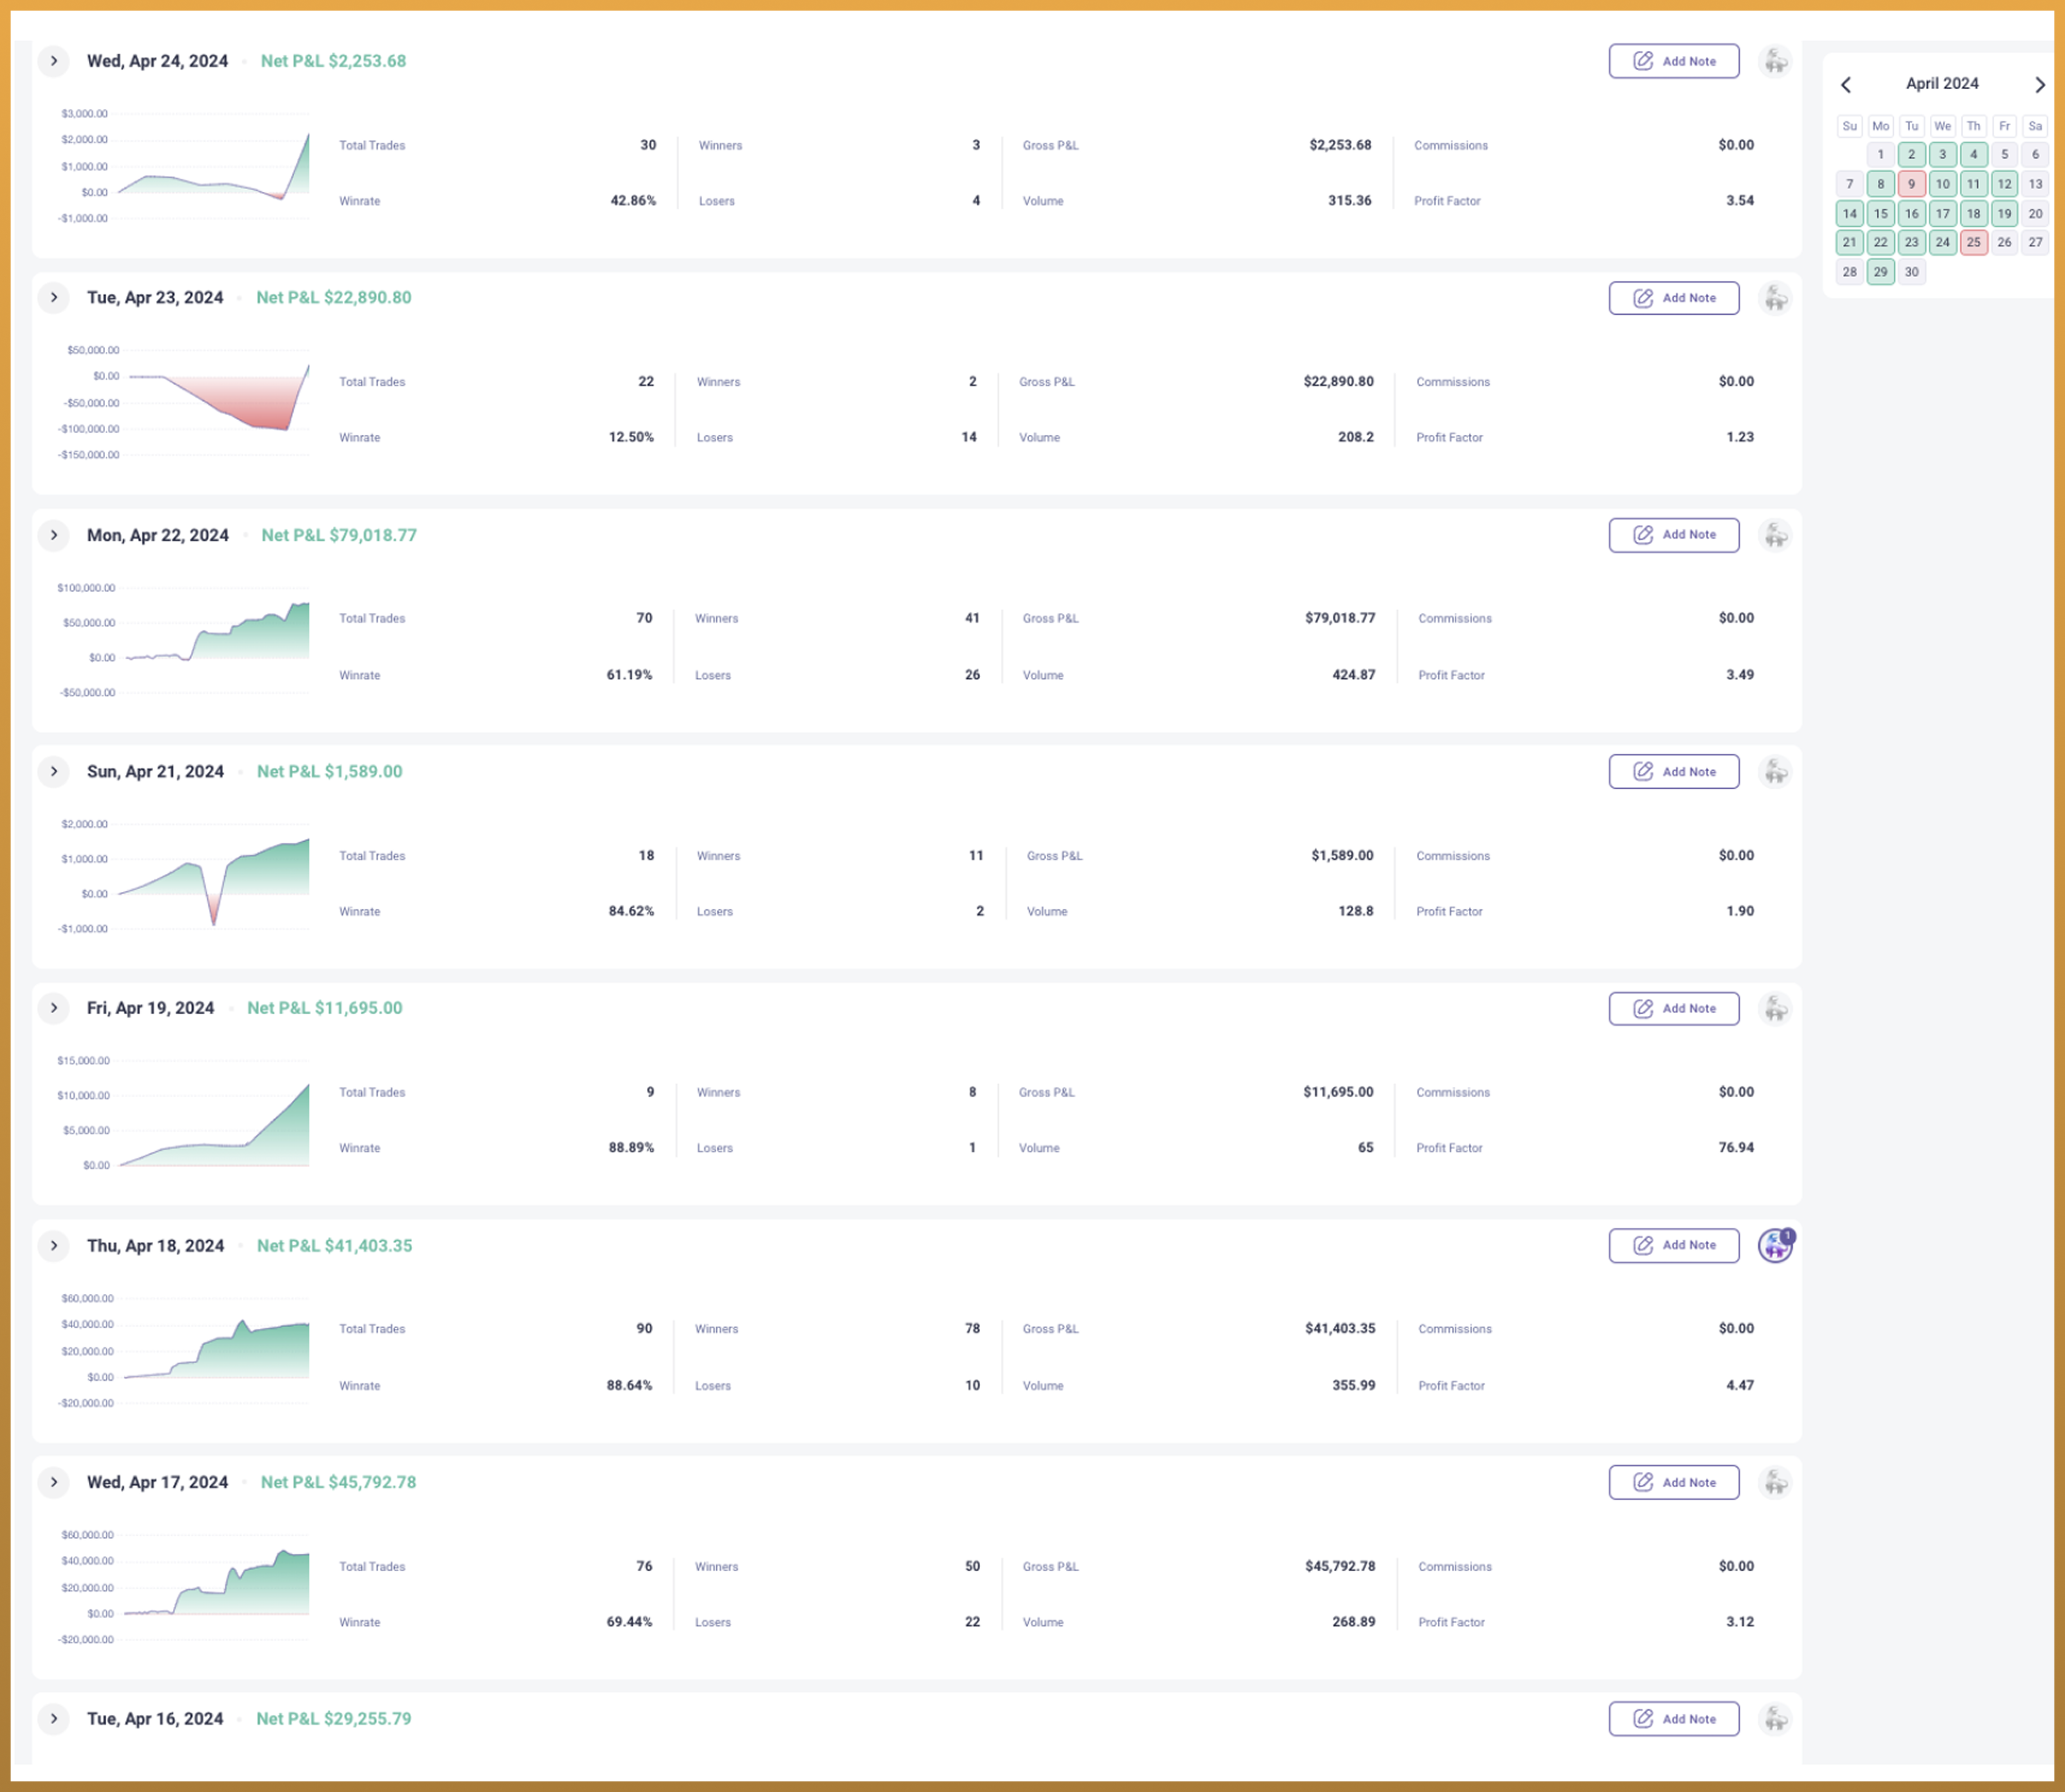 Wed, Apr 24, 2024 • Net P&L $2,253.68 Add Note
$3,000.00
$2,000.00
$1,000.00
$0.00
-$1,000.00
Total Trades 30 Winners 3 Gross P&L $2,253.68 Commissions $0.00
Winrate 42.86% Losers 4 Volume 315.36 Profit Factor 3.54
April 2024
Su Mo Tu We Th Fr Sa
1 2 3 4 5 6
7 8 9 10 11 12 13
14 15 16 17 18 19 20
21 22 23 24 25 26 27
28 29 30
Tue, Apr 23, 2024 • Net P&L $22,890.80 Add Note
$50,000.00
$0.00
-$50,000.00
-$100,000.00
-$150,000.00
Total Trades 22 Winners 2 Gross P&L $22,890.80 Commissions $0.00
Winrate 12.50% Losers 14 Volume 208.2 Profit Factor 1.23
Mon, Apr 22, 2024 • Net P&L $79,018.77 Add Note
$100,000.00
$50,000.00
$0.00
-$50,000.00
Total Trades 70 Winners 41 Gross P&L $79,018.77 Commissions $0.00
Winrate 61.19% Losers 26 Volume 424.87 Profit Factor 3.49
Sun, Apr 21, 2024 • Net P&L $1,589.00 Add Note
$2,000.00
$1,000.00
$0.00
-$1,000.00
Total Trades 18 Winners 11 Gross P&L $1,589.00 Commissions $0.00
Winrate 84.62% Losers 2 Volume 128.8 Profit Factor 1.90
Fri, Apr 19, 2024 • Net P&L $11,695.00 Add Note
$15,000.00
$10,000.00
$5,000.00
$0.00
Total Trades 9 Winners 8 Gross P&L $11,695.00 Commissions $0.00
Winrate 88.89% Losers 1 Volume 65 Profit Factor 76.94
Thu, Apr 18, 2024 • Net P&L $41,403.35 Add Note 1
$60,000.00
$40,000.00
$20,000.00
$0.00
-$20,000.00
Total Trades 90 Winners 78 Gross P&L $41,403.35 Commissions $0.00
Winrate 88.64% Losers 10 Volume 355.99 Profit Factor 4.47
Wed, Apr 17, 2024 • Net P&L $45,792.78 Add Note
$60,000.00
$40,000.00
$20,000.00
$0.00
-$20,000.00
Total Trades 76 Winners 50 Gross P&L $45,792.78 Commissions $0.00
Winrate 69.44% Losers 22 Volume 268.89 Profit Factor 3.12
Tue, Apr 16, 2024 • Net P&L $29,255.79 Add Note